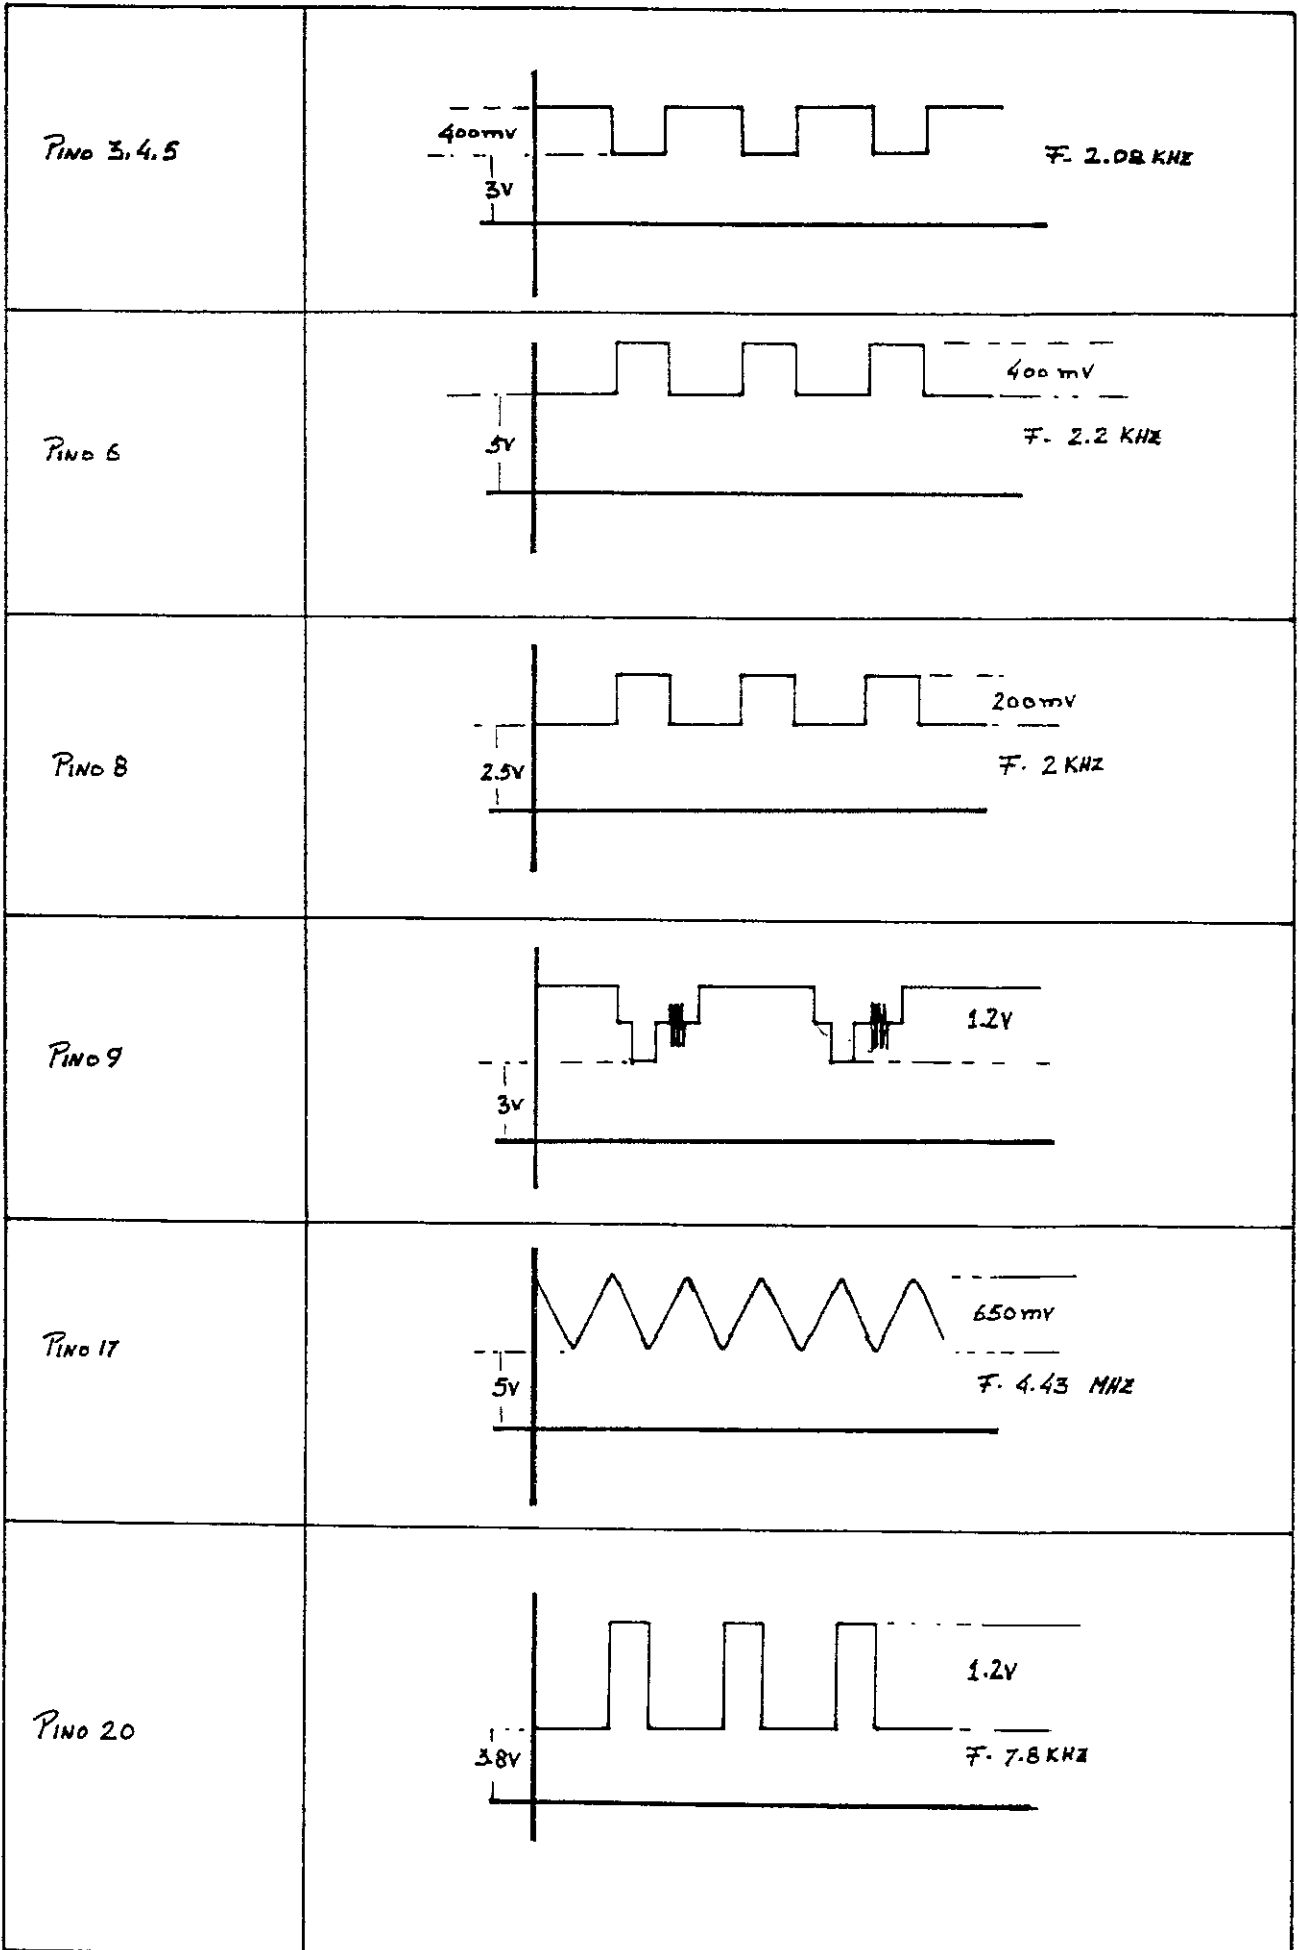 PINO 3.4.5
400mV
3V
F. 2.08 KHZ
PINO 6
400 mV
5V
F. 2.2 KHZ
PINO 8
200mV
2.5V
F. 2 KHZ
PINO 9
1.2V
3V
PINO 17
650mV
5V
F. 4.43 MHZ
PINO 20
1.2V
3.8V
F. 7.8 KHZ